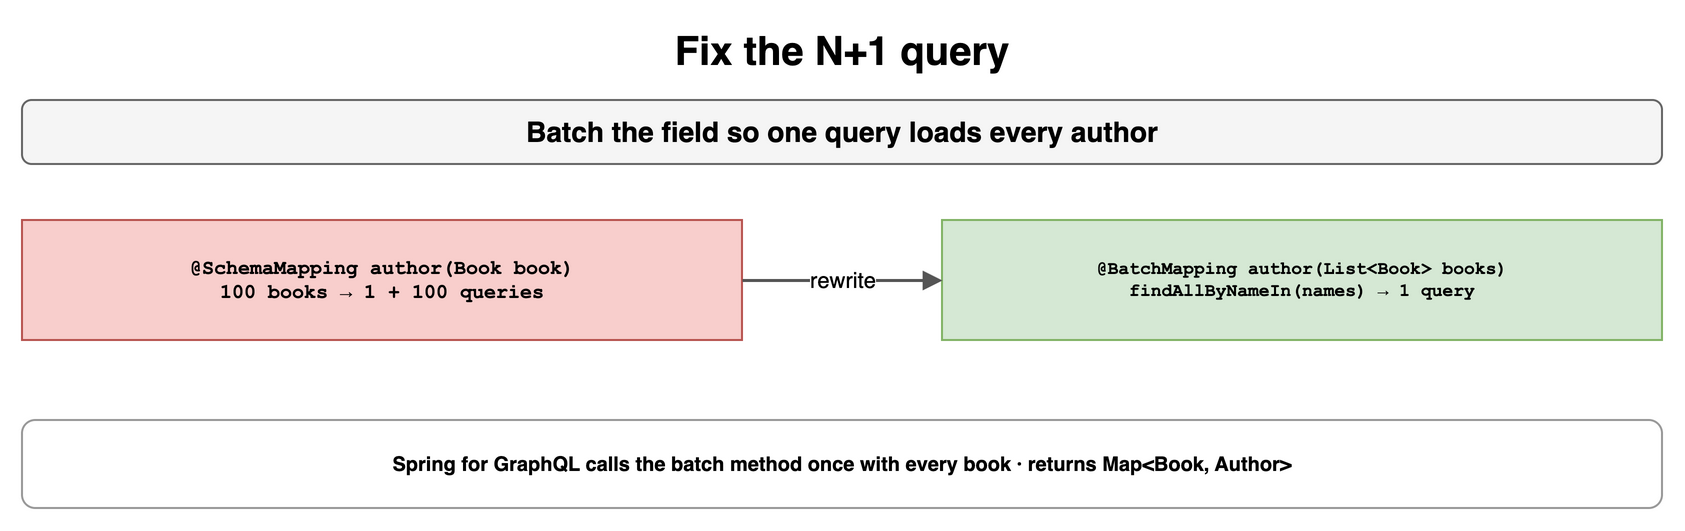 Fix the N+1 query
Batch the field so one query loads every author
@SchemaMapping author(Book book)
100 books → 1 + 100 queries
rewrite
@BatchMapping author(List<Book> books)
findAllByNameIn(names) → 1 query
Spring for GraphQL calls the batch method once with every book · returns Map<Book, Author>